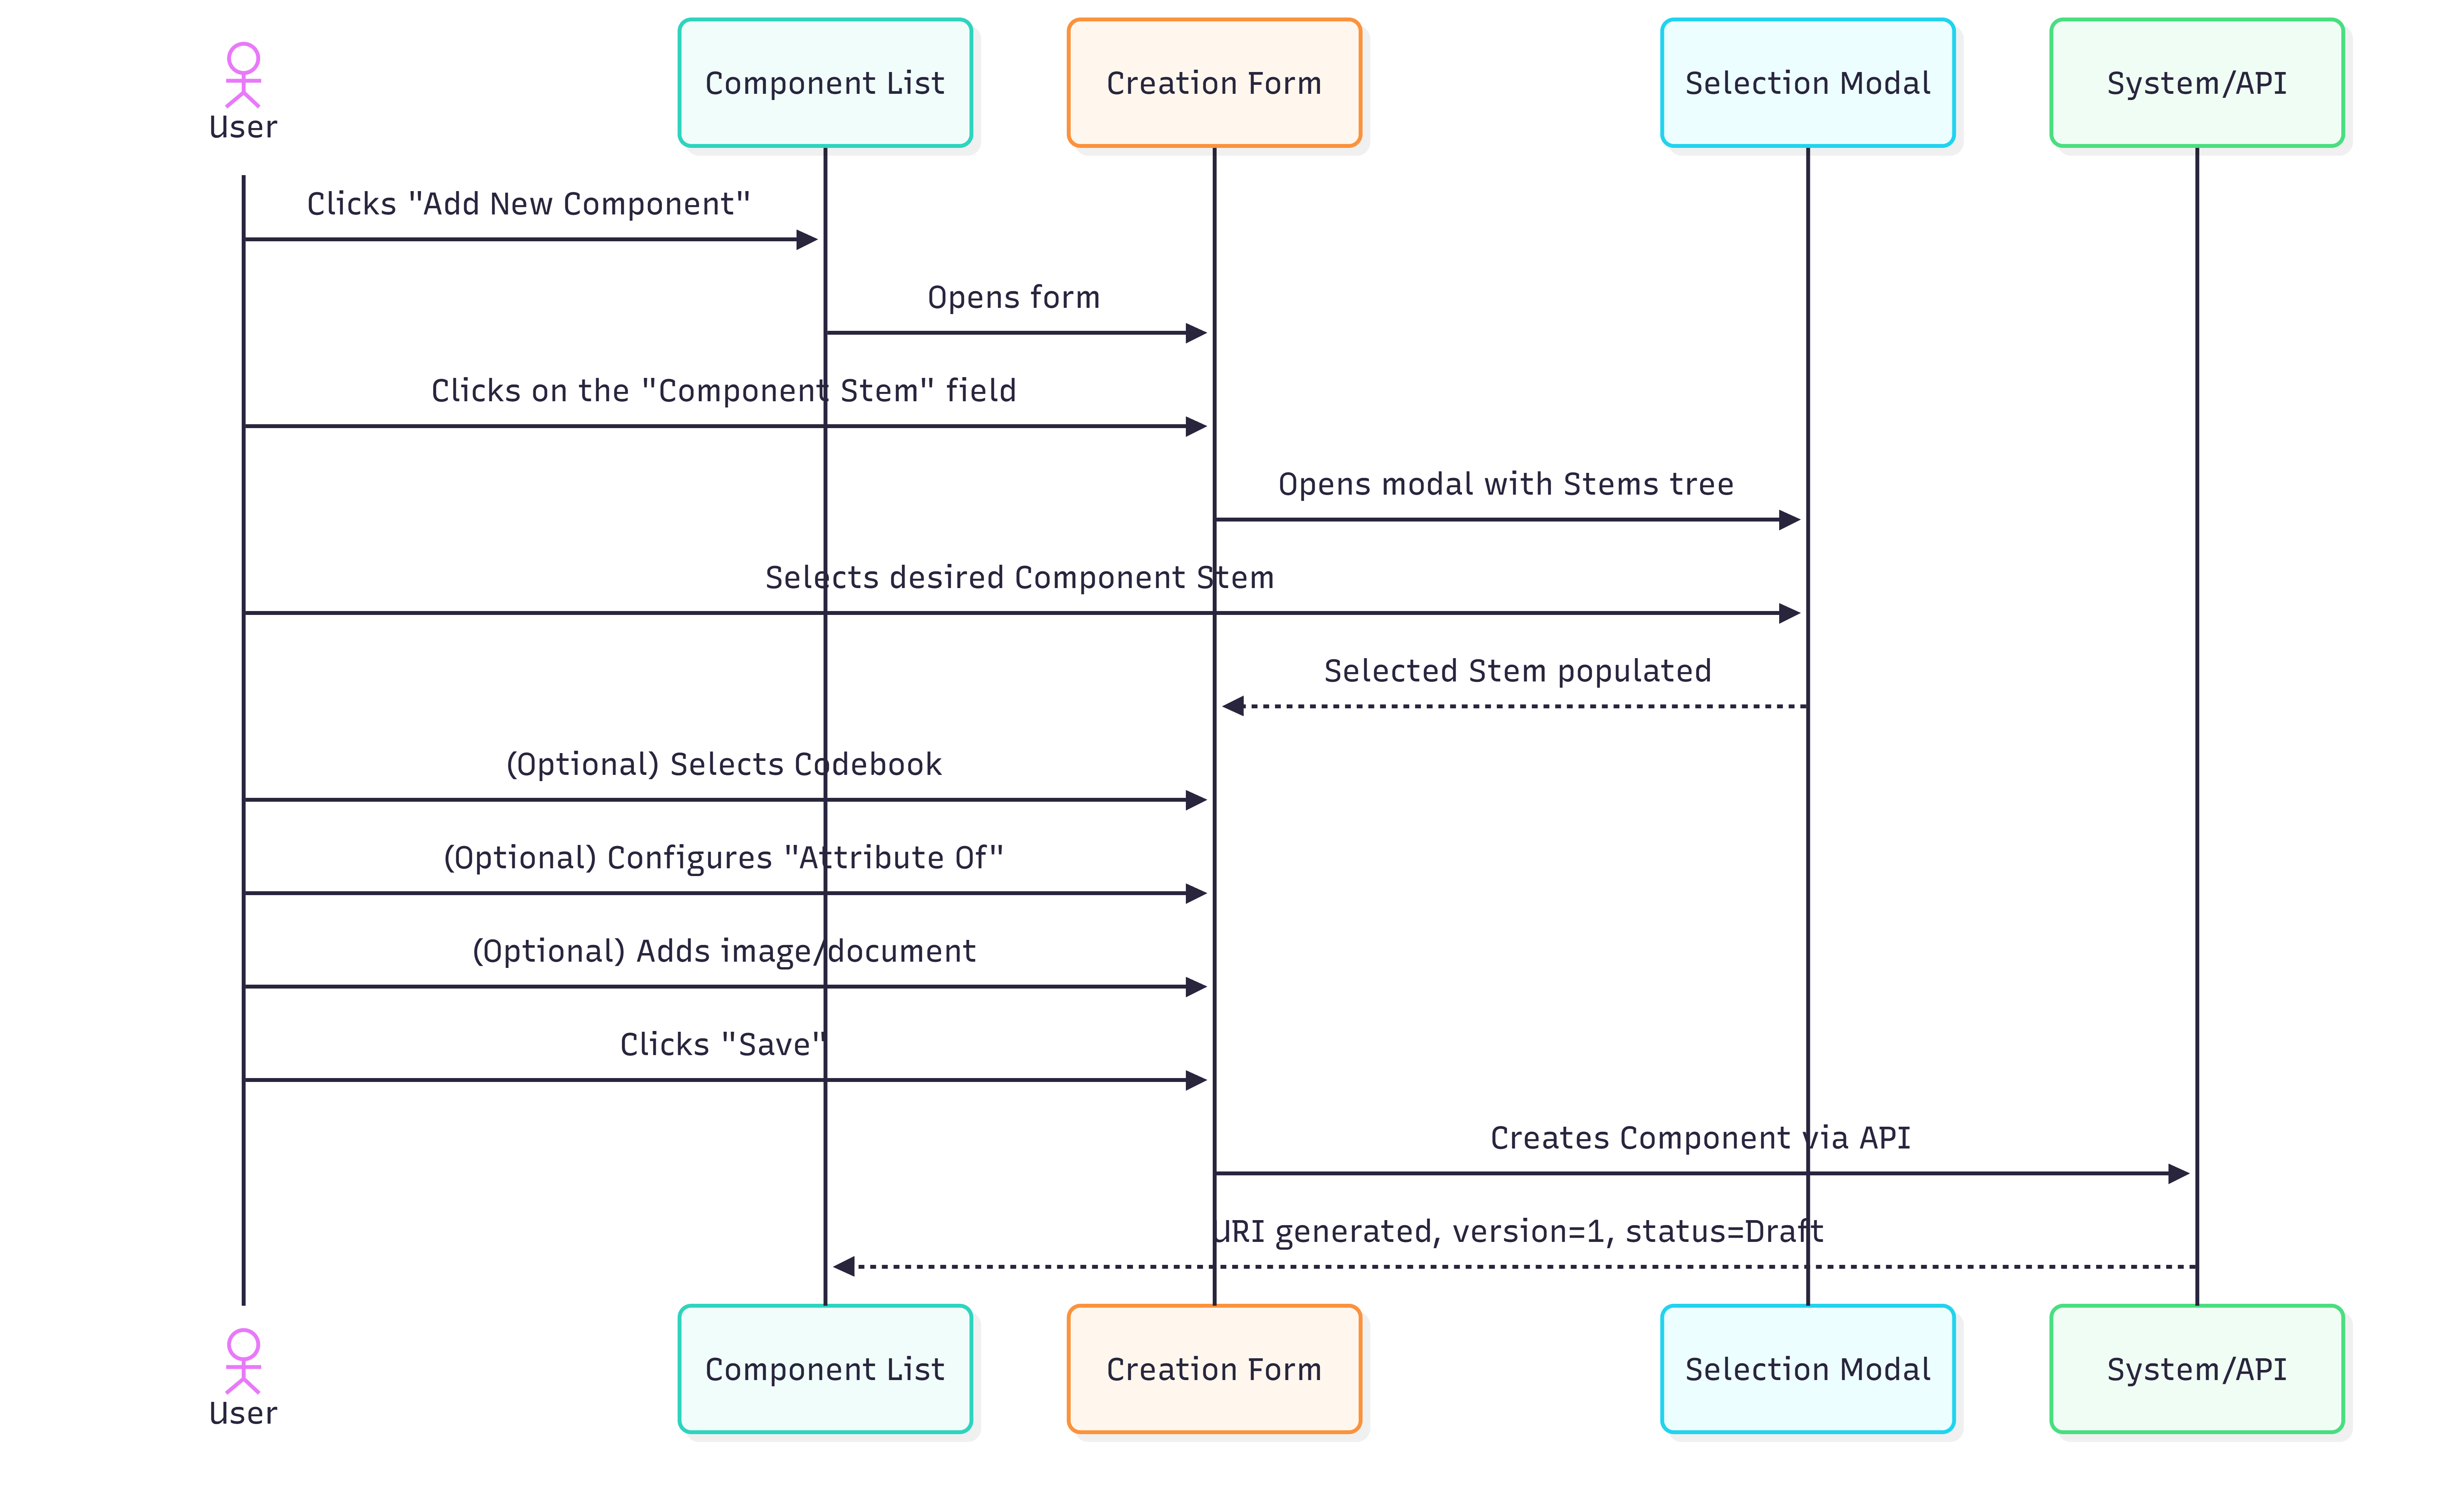 User
Component List
Creation Form
Selection Modal
System/API
Clicks "Add New Component"
Opens form
Clicks on the "Component Stem" field
Opens modal with Stems tree
Selects desired Component Stem
Selected Stem populated
(Optional) Selects Codebook
(Optional) Configures "Attribute Of"
(Optional) Adds image/document
Clicks "Save"
Creates Component via API
URI generated, version=1, status=Draft
User
Component List
Creation Form
Selection Modal
System/API